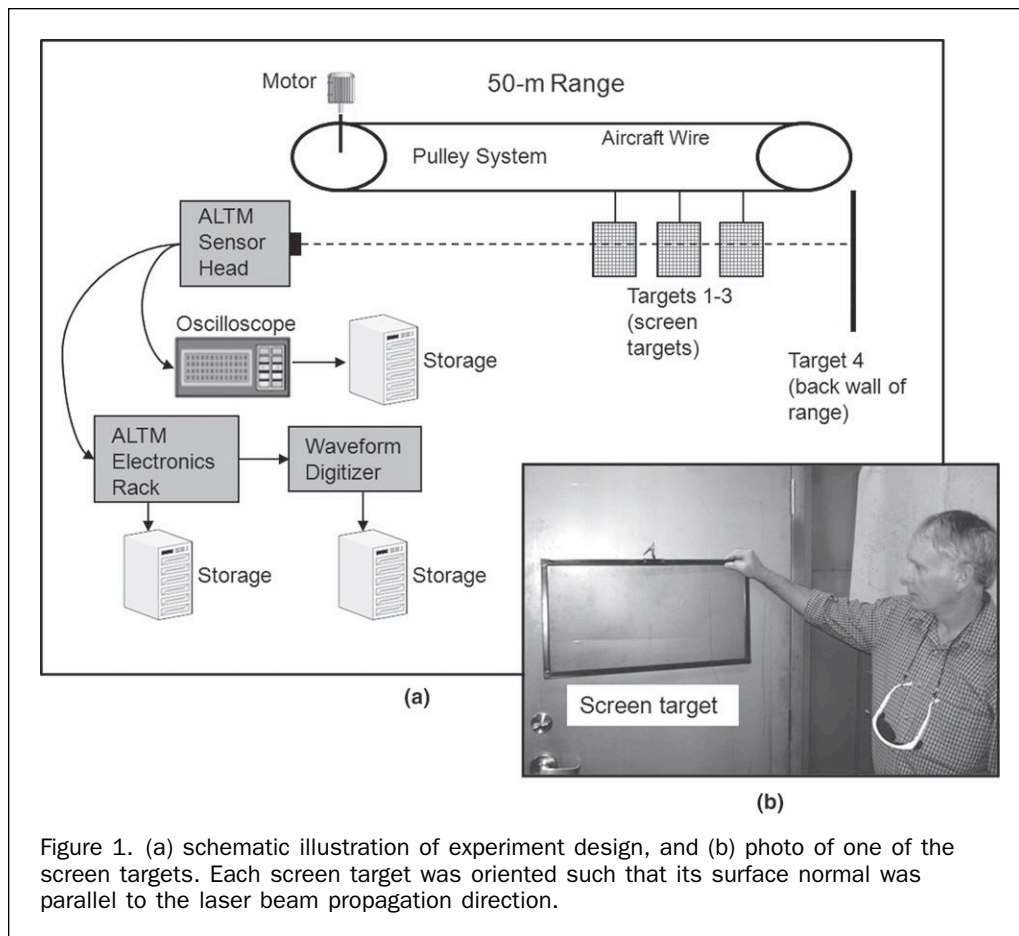 Motor
50-m Range
Pulley System
Aircraft Wire
ALTM
Sensor
Head
Targets 1-3
(screen
targets)
Target 4
(back wall of
range)
Oscilloscope
Storage
ALTM
Electronics
Rack
Waveform
Digitizer
Storage
Storage
(a)
Screen target
(b)
Figure 1. (a) schematic illustration of experiment design, and (b) photo of one of the
screen targets. Each screen target was oriented such that its surface normal was
parallel to the laser beam propagation direction.